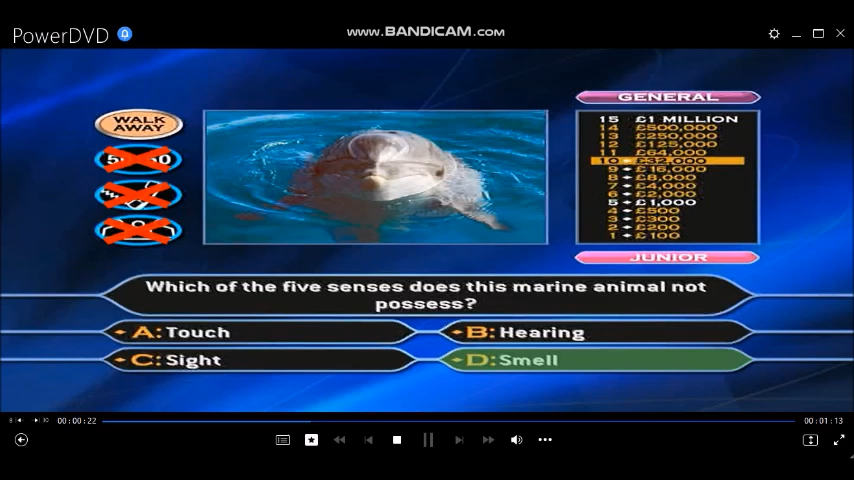 PowerDVD
www.BANDICAM.com
GENERAL
WALK
AWAY
15 £1 MILLION
14 £500,000
13 £250,000
12 £125,000
11 £64,000
10 £32,000
9 £16,000
8 £8,000
7 £4,000
6 £2,000
5 £1,000
4 £500
3 £300
2 £200
1 £100
JUNIOR
Which of the five senses does this marine animal not
possess?
A: Touch
B: Hearing
C: Sight
D: Smell
00:00:22
00:01:13